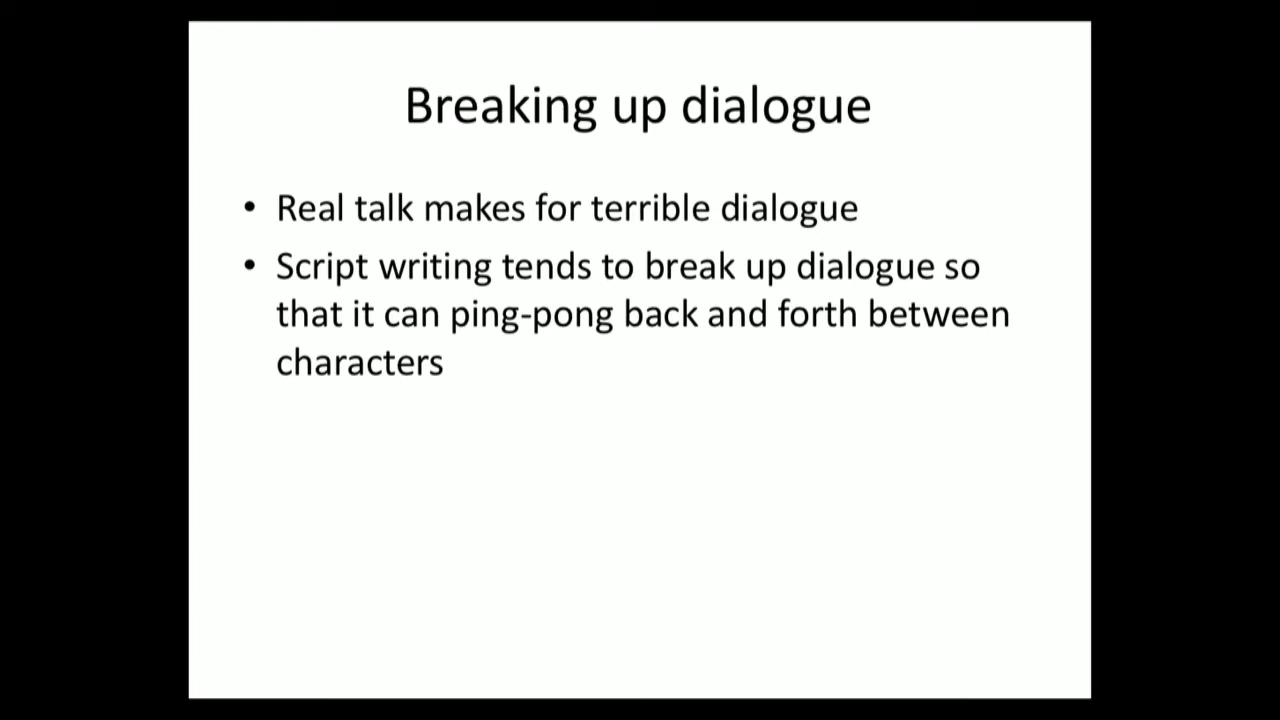 Breaking up dialogue
• Real talk makes for terrible dialogue
• Script writing tends to break up dialogue so
that it can ping-pong back and forth between
characters